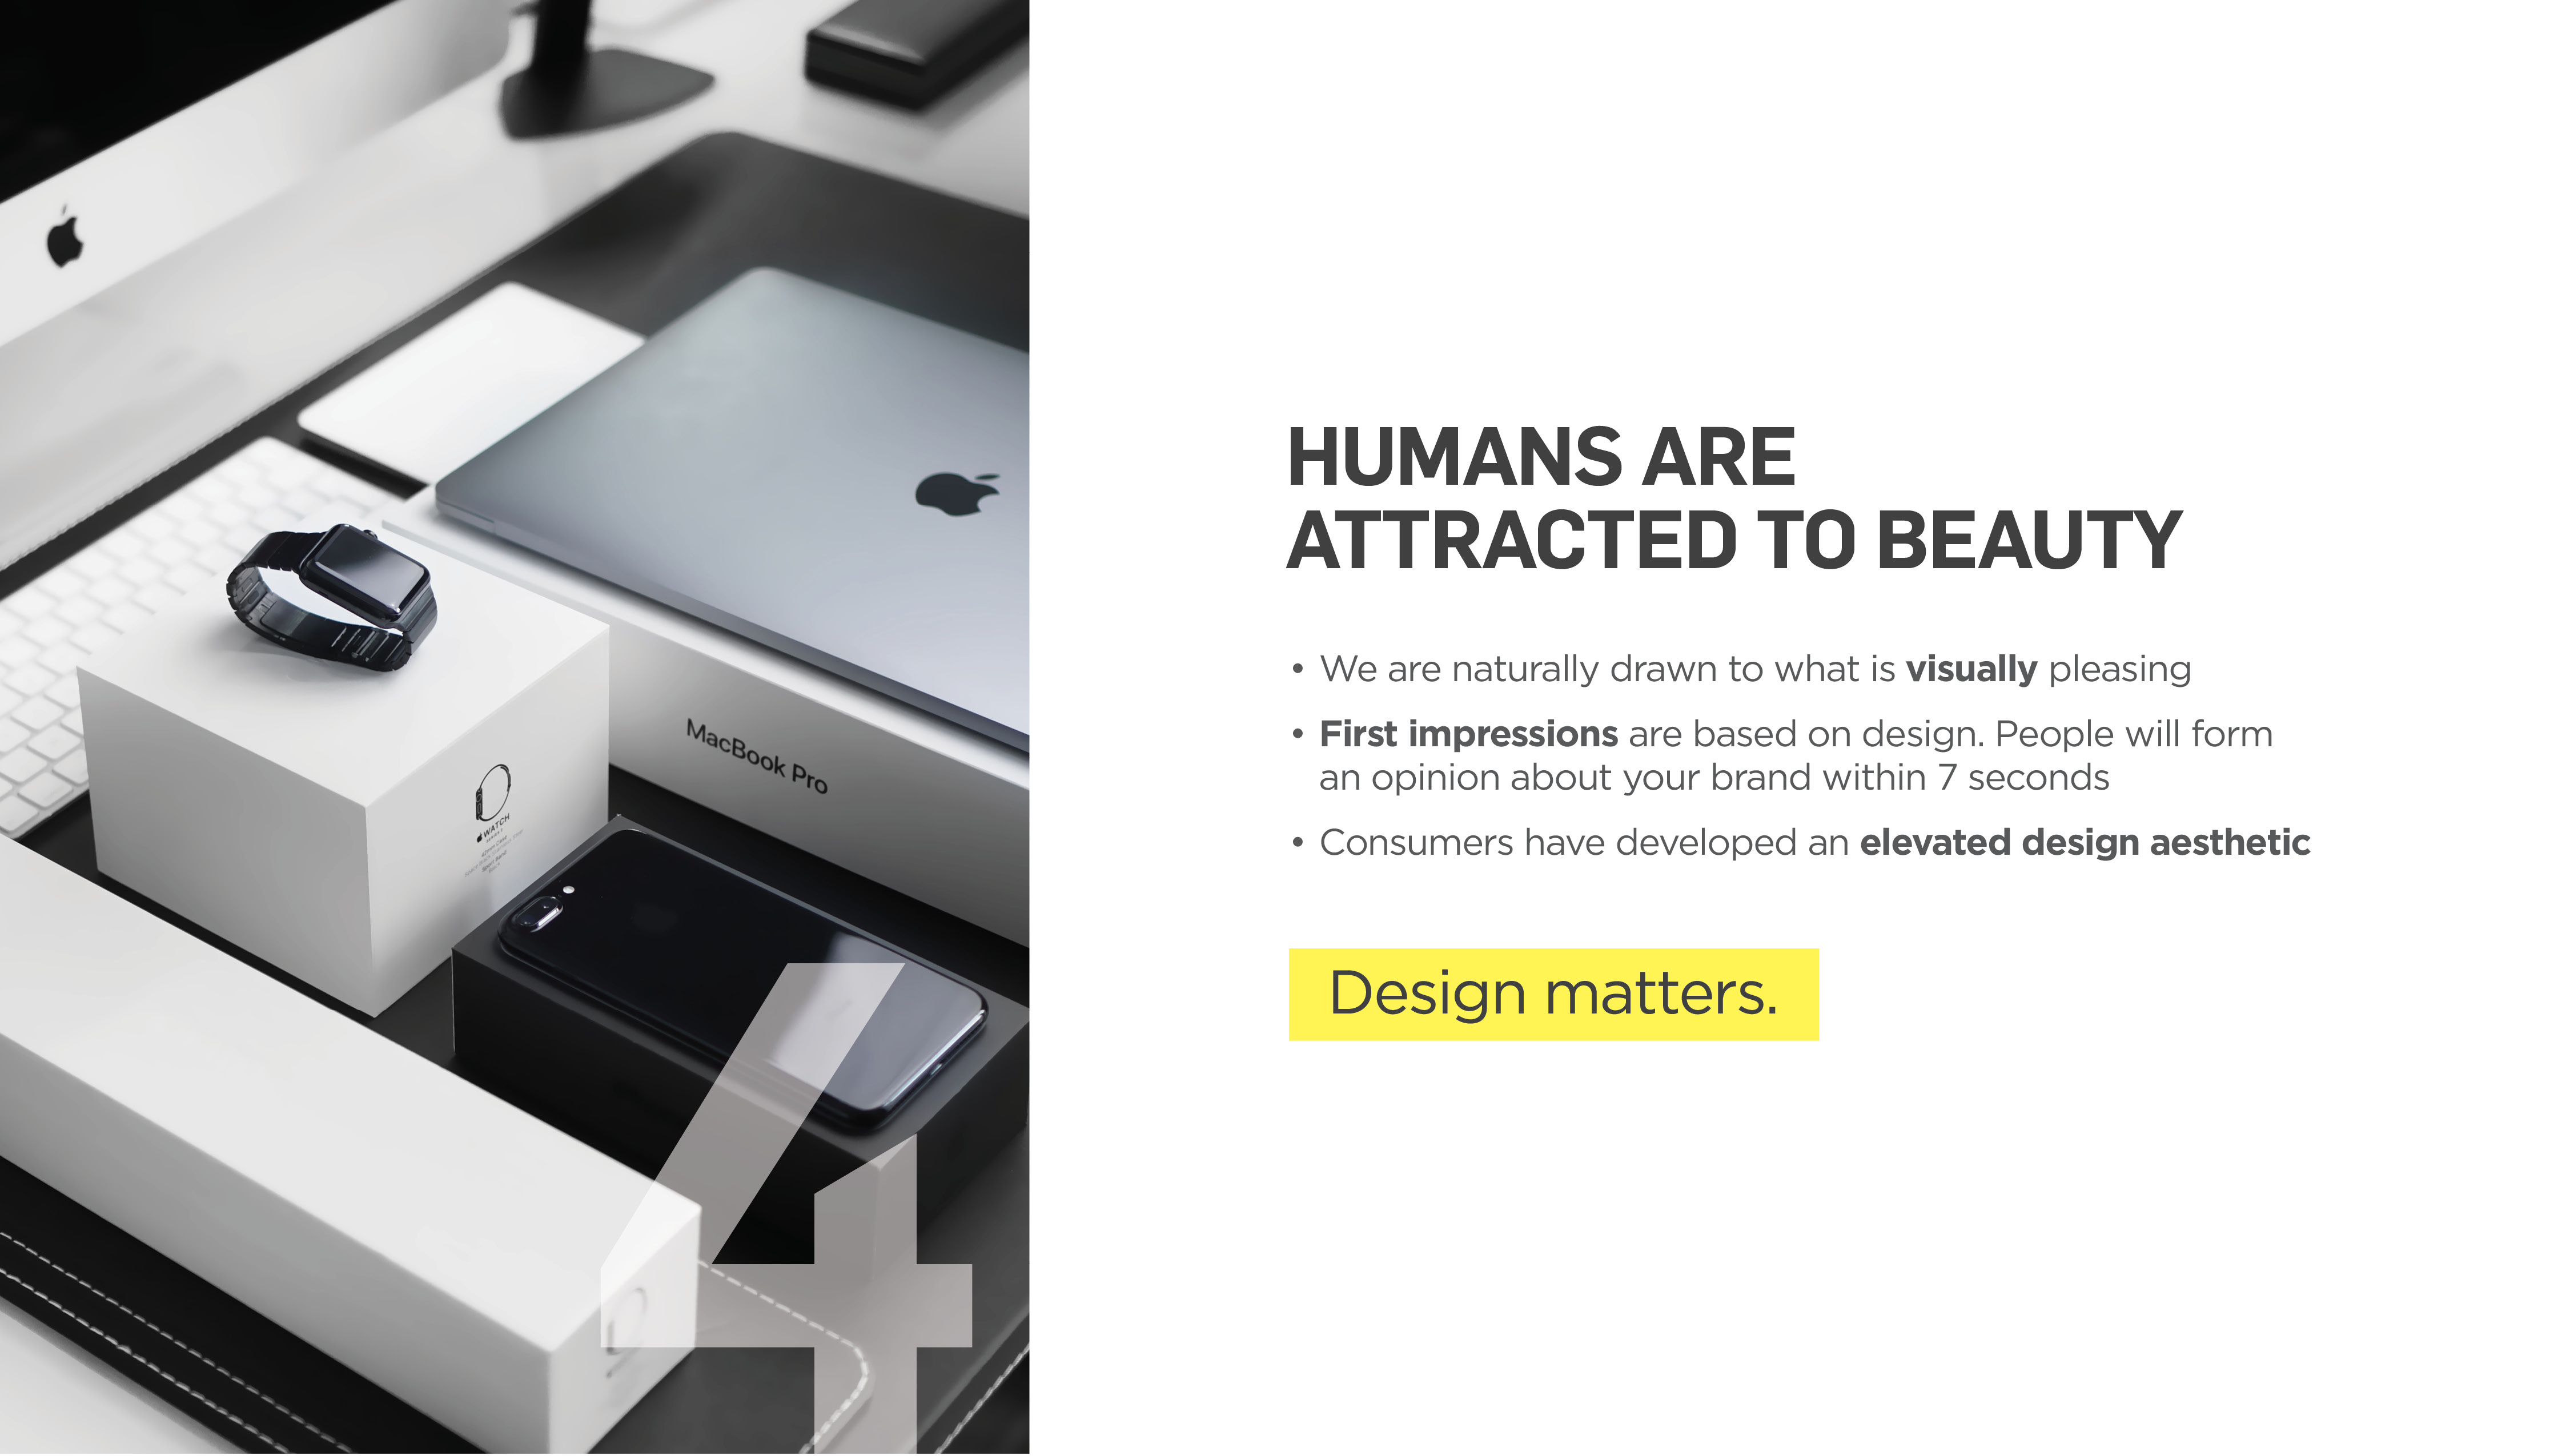 HUMANS ARE
ATTRACTED TO BEAUTY
• We are naturally drawn to what is visually pleasing
• First impressions are based on design. People will form
an opinion about your brand within 7 seconds
• Consumers have developed an elevated design aesthetic
Design matters.
MacBook Pro
WATCH
4